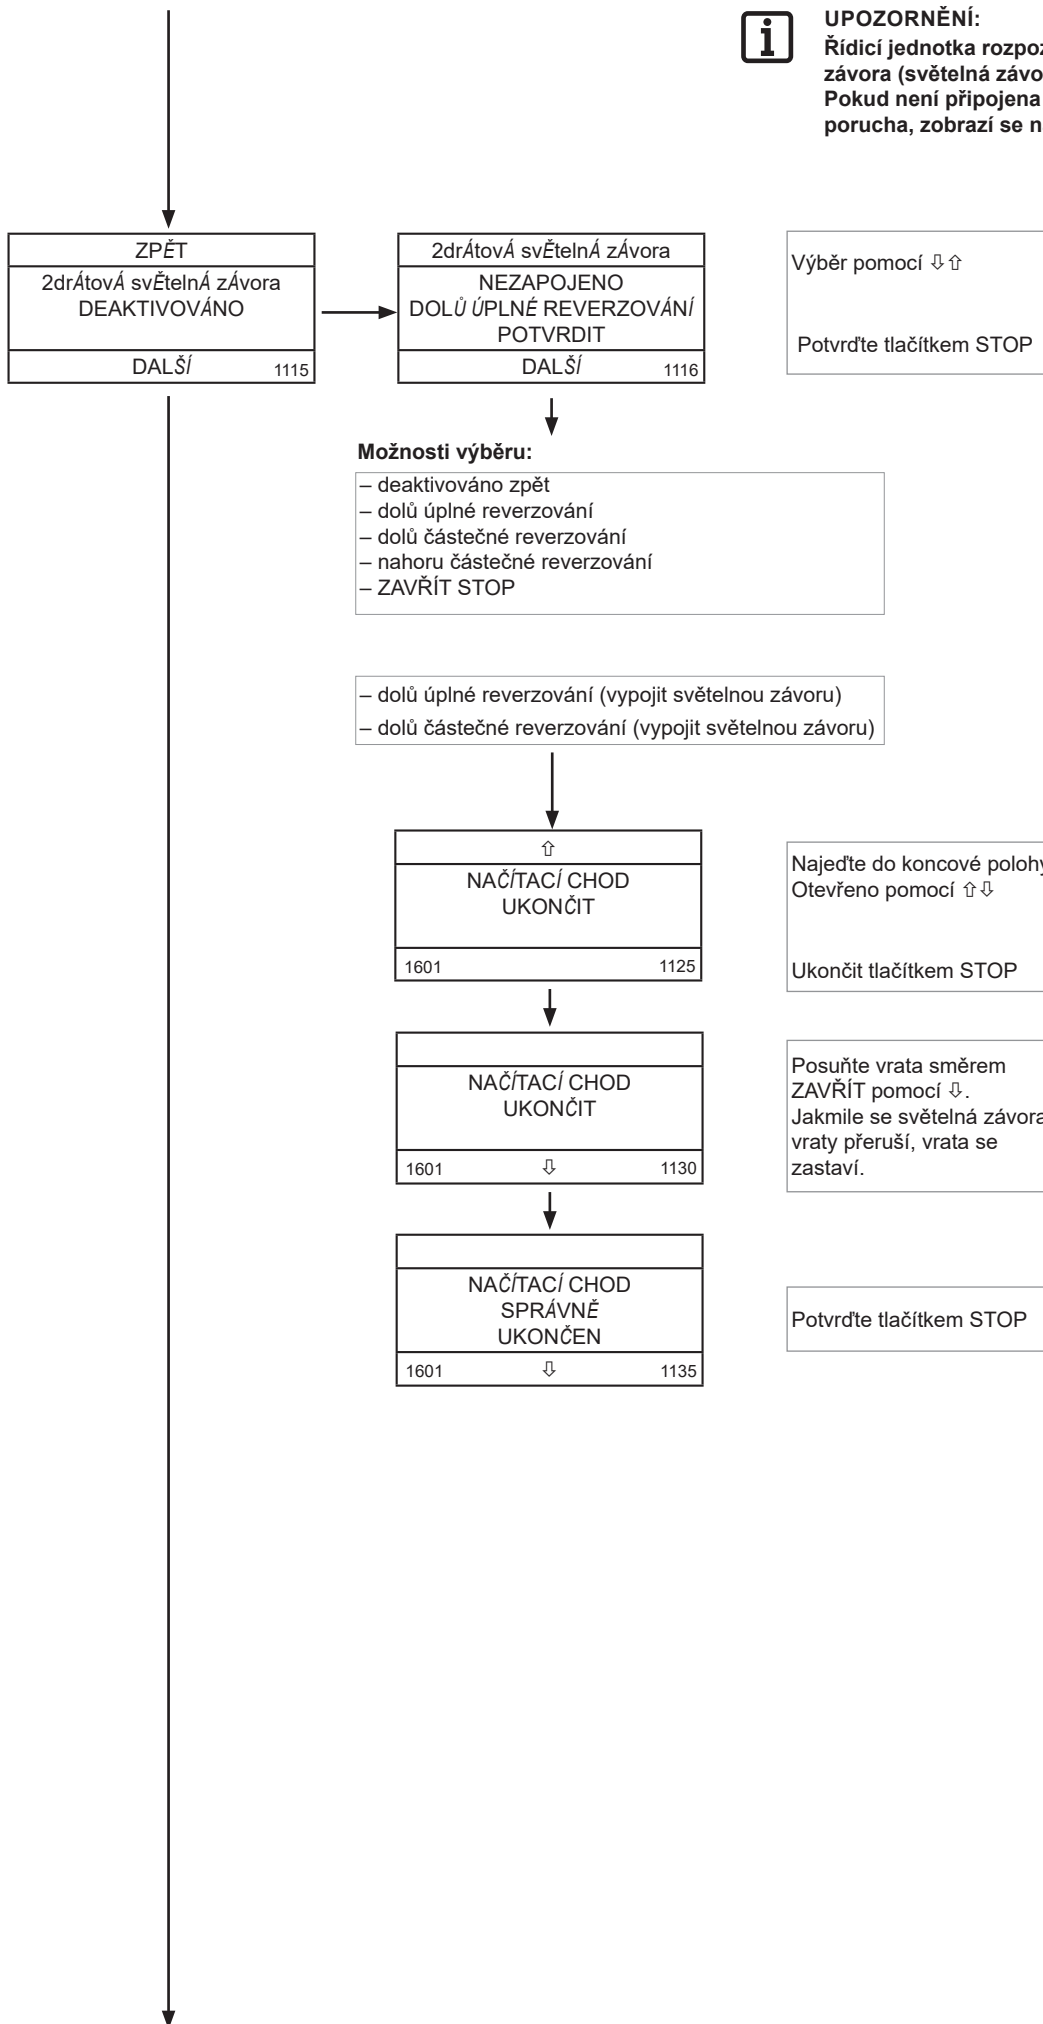 UPOZORNĚNÍ:
Řídicí jednotka
závora (světelná
Pokud není připojena
porucha, zobrazí se
ZPĚT
2drÁtovÁ svĚtelnÁ zÁvora
DEAKTIVOVÁNO
DALŠÍ 1115
2drÁtovÁ svĚtelnÁ zÁvora
NEZAPOJENO
DOLŮ ÚPLNÉ REVERZOVÁNÍ
POTVRDIT
DALŠÍ 1116
Výběr pomocí ⇩⇧
Potvrďte tlačítkem STOP
Možnosti výběru:
– deaktivováno zpět
– dolů úplné reverzování
– dolů částečné reverzování
– nahoru částečné reverzování
– ZAVŘÍT STOP
– dolů úplné reverzování (vypojit světelnou závoru)
– dolů částečné reverzování (vypojit světelnou závoru)
⇧
NAČÍTACÍ CHOD
UKONČIT
1601 1125
Najeďte do koncové polohy
Otevřeno pomocí ⇧⇩
Ukončit tlačítkem STOP
NAČÍTACÍ CHOD
UKONČIT
1601 ⇩ 1130
Posuňte vrata směrem
ZAVŘÍT pomocí ⇩.
Jakmile se světelná závora
vraty přeruší, vrata se
zastaví.
NAČÍTACÍ CHOD
SPRÁVNĚ
UKONČEN
1601 ⇩ 1135
Potvrďte tlačítkem STOP